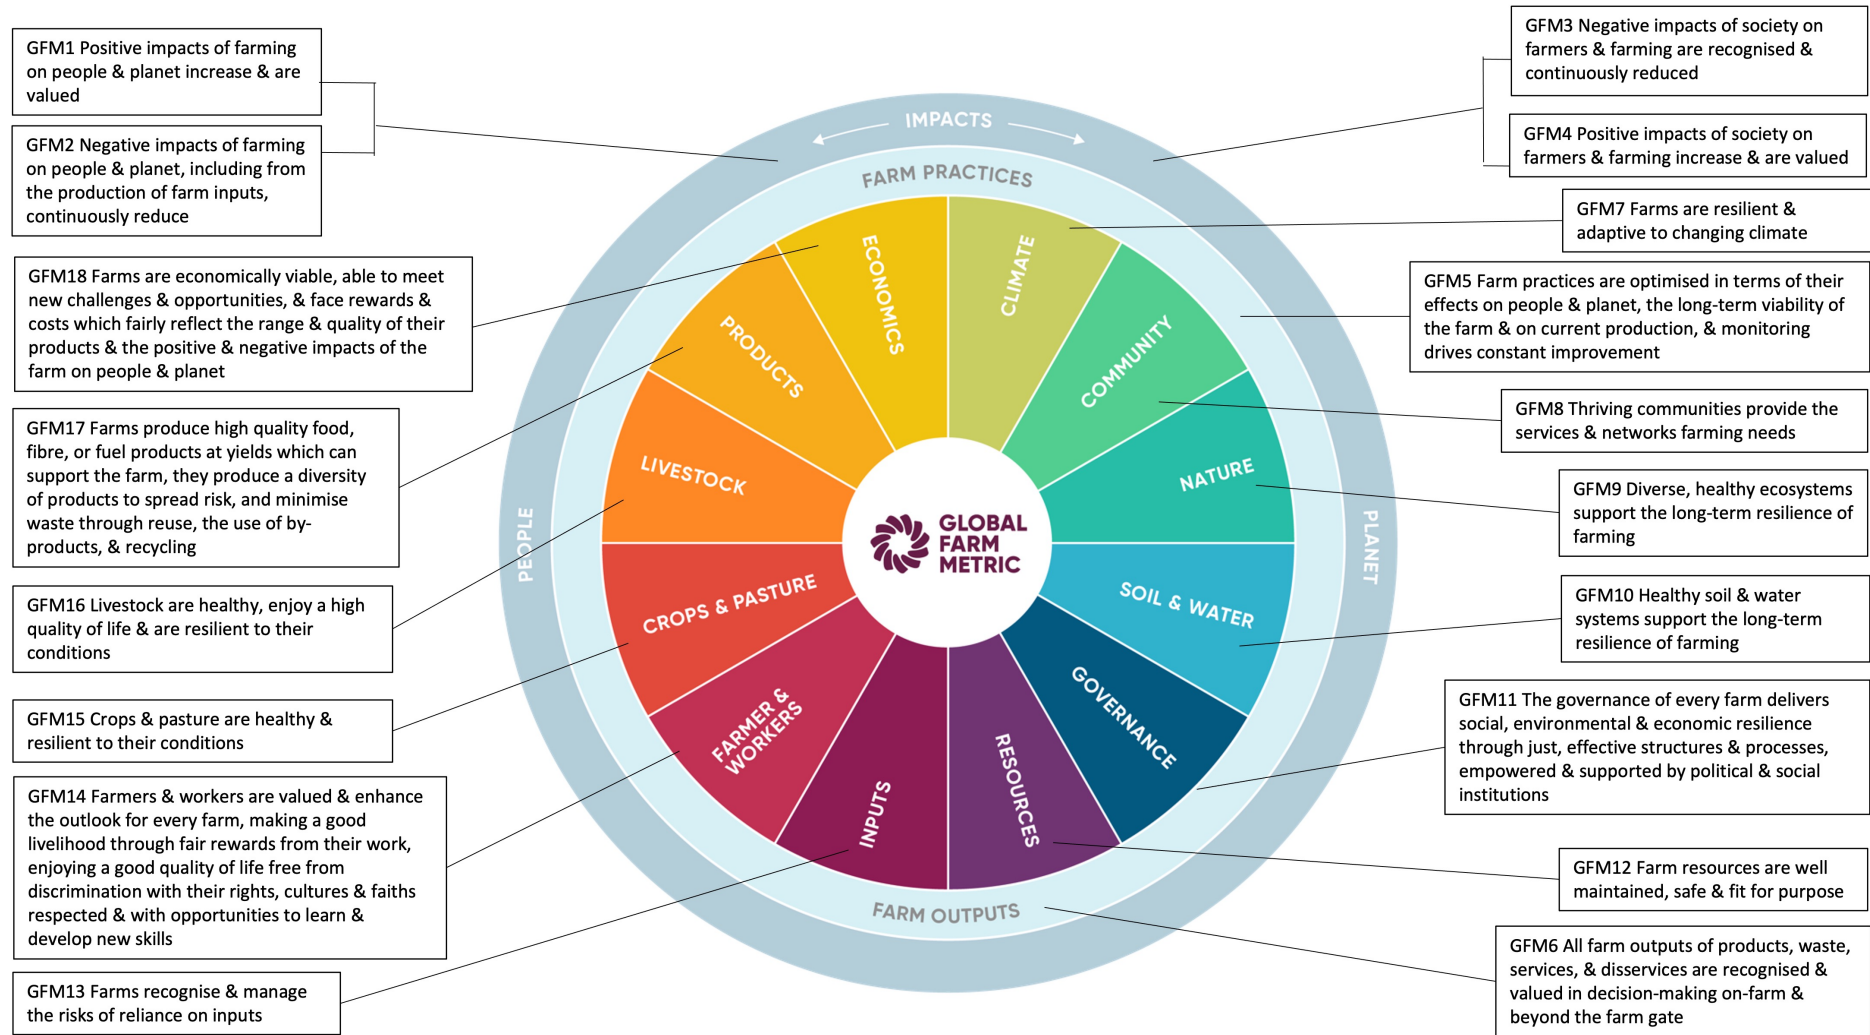 GFM1 Positive impacts of farming
on people & planet increase & are
valued
GFM2 Negative impacts of farming
on people & planet, including from
the production of farm inputs,
continuously reduce
GFM18 Farms are economically viable, able to meet
new challenges & opportunities, & face rewards &
costs which fairly reflect the range & quality of their
products & the positive & negative impacts of the
farm on people & planet
GFM17 Farms produce high quality food,
fibre, or fuel products at yields which can
support the farm, they produce a diversity
of products to spread risk, and minimise
waste through reuse, the use of by-
products, & recycling
GFM16 Livestock are healthy, enjoy a high
quality of life & are resilient to their
conditions
GFM15 Crops & pasture are healthy &
resilient to their conditions
GFM14 Farmers & workers are valued & enhance
the outlook for every farm, making a good
livelihood through fair rewards from their work,
enjoying a good quality of life free from
discrimination with their rights, cultures & faiths
respected & with opportunities to learn &
develop new skills
GFM13 Farms recognise & manage
the risks of reliance on inputs
IMPACTS
FARM PRACTICES
PEOPLE
PLANET
FARM OUTPUTS
CLIMATE
COMMUNITY
NATURE
SOIL & WATER
GOVERNANCE
RESOURCES
INPUTS
FARMER &
WORKERS
CROPS & PASTURE
LIVESTOCK
PRODUCTS
ECONOMICS
GLOBAL
FARM
METRIC
GFM3 Negative impacts of society on
farmers & farming are recognised &
continuously reduced
GFM4 Positive impacts of society on
farmers & farming increase & are valued
GFM7 Farms are resilient &
adaptive to changing climate
GFM5 Farm practices are optimised in terms of their
effects on people & planet, the long-term viability of
the farm & on current production, & monitoring
drives constant improvement
GFM8 Thriving communities provide the
services & networks farming needs
GFM9 Diverse, healthy ecosystems
support the long-term resilience of
farming
GFM10 Healthy soil & water
systems support the long-term
resilience of farming
GFM11 The governance of every farm delivers
social, environmental & economic resilience
through just, effective structures & processes,
empowered & supported by political & social
institutions
GFM12 Farm resources are well
maintained, safe & fit for purpose
GFM6 All farm outputs of products, waste,
services, & disservices are recognised &
valued in decision-making on-farm &
beyond the farm gate